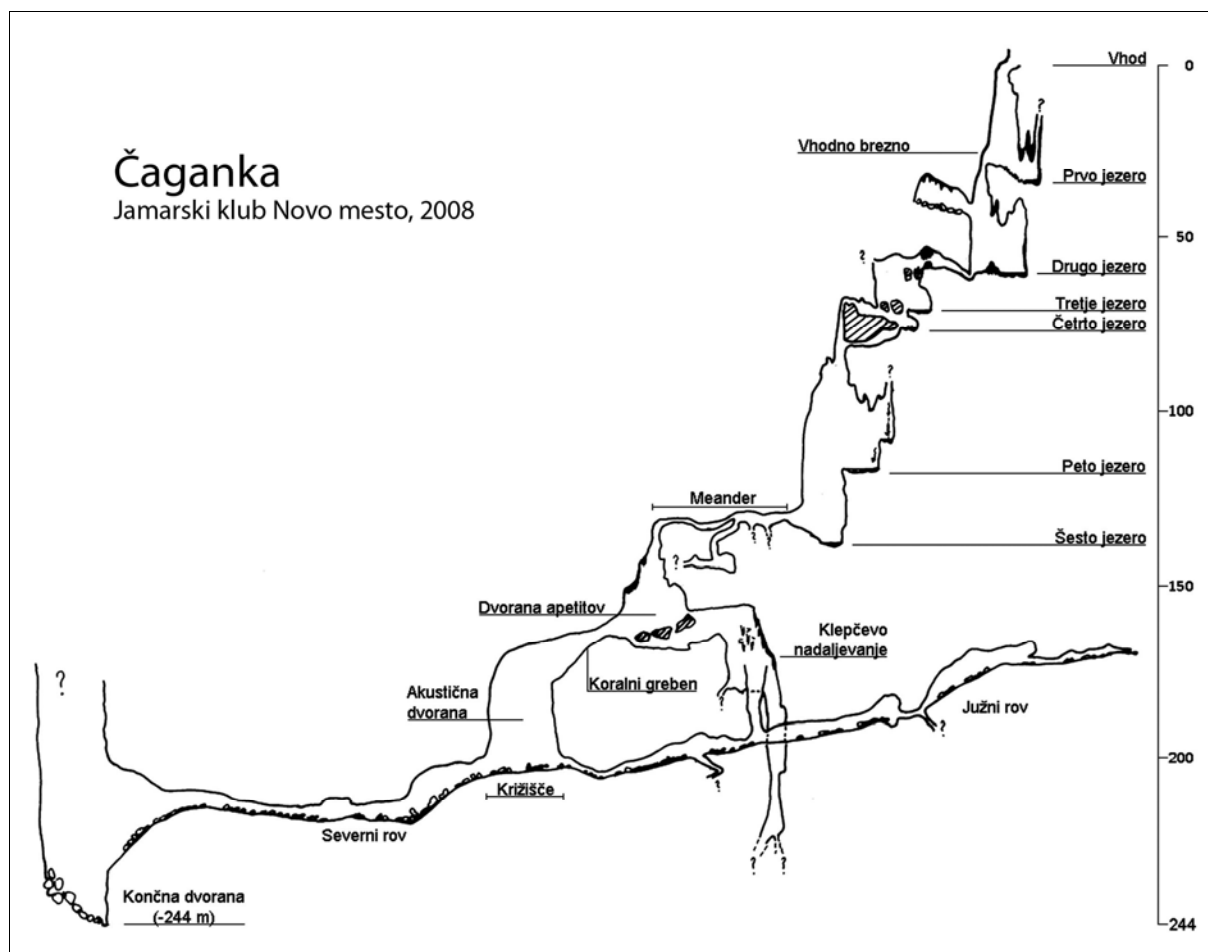 Čaganka
Jamarski klub Novo mesto, 2008
Vhod
0
?
Vhodno brezno
Prvo jezero
50
?
Drugo jezero
Tretje jezero
Četrto jezero
?
100
Peto jezero
Meander
? ?
Šesto jezero
?
150
Dvorana apetitov
Klepčevo
nadaljevanje
?
Koralni greben
?
Akustična
dvorana
Južni rov
?
200
?
Križišče
Severni rov
? ?
Končna dvorana
(-244 m)
244